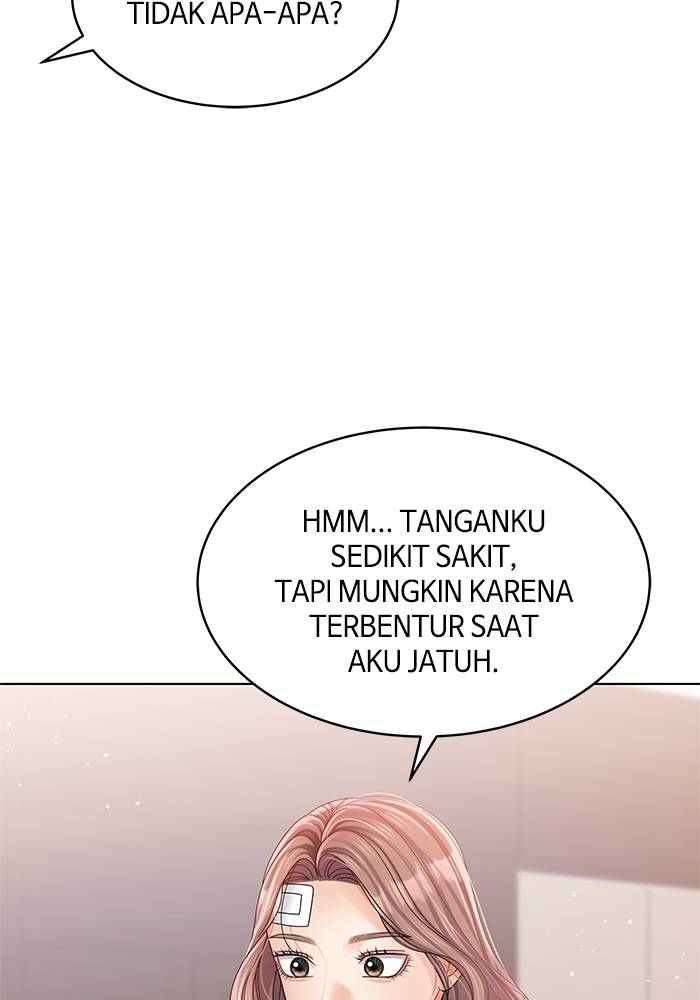 TIDAK APA-APA?
HMM... TANGANKU
SEDIKIT SAKIT,
TAPI MUNGKIN KARENA
TERBENTUR SAAT
AKU JATUH.